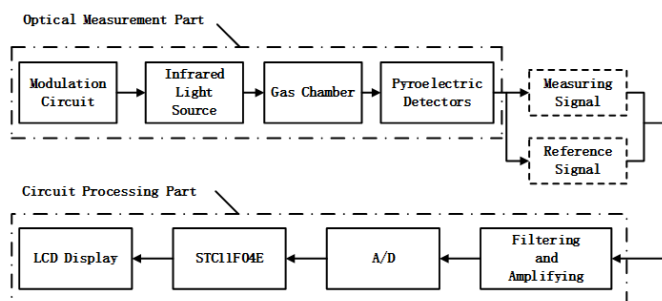 Optical Measurement Part
Modulation
Circuit
Infrared
Light
Source
Gas Chamber
Pyroelectric
Detectors
Measuring
Signal
Reference
Signal
Circuit Processing Part
LCD Display
STC11F04E
A/D
Filtering
and
Amplifying